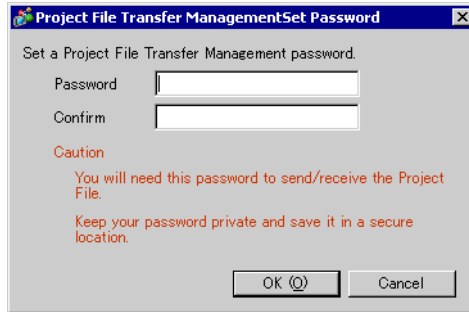 Project File Transfer ManagementSet Password
Set a Project File Transfer Management password.
Password
Confirm
Caution
You will need this password to send/receive the Project
File.
Keep your password private and save it in a secure
location.
OK (O)
Cancel